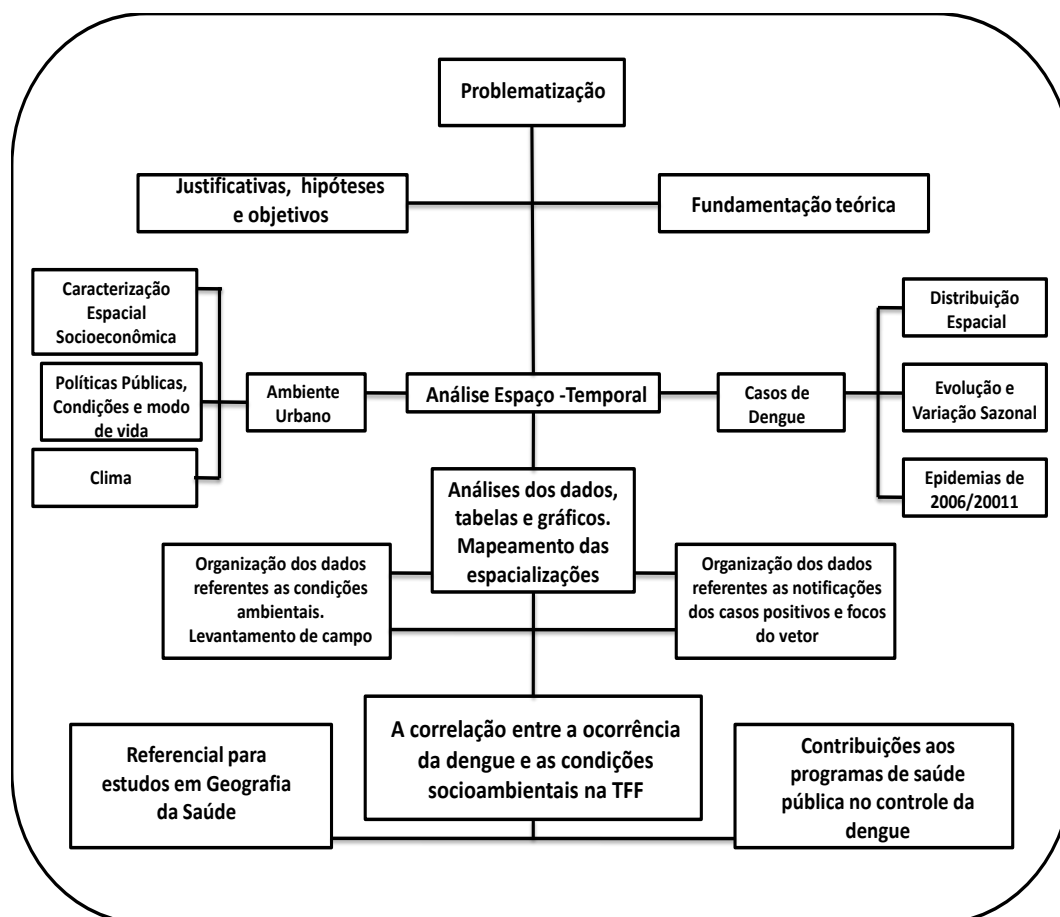 Problematização
Justificativas, hipóteses
e objetivos
Fundamentação teórica
Caracterização
Espacial
Socioeconômica
Políticas Públicas,
Condições e modo
de vida
Clima
Ambiente
Urbano
Análise Espaço -Temporal
Casos de
Dengue
Distribuição
Espacial
Evolução e
Variação Sazonal
Epidemias de
2006/20011
Análises dos dados,
tabelas e gráficos.
Mapeamento das
espacializações
Organização dos dados
referentes as condições
ambientais.
Levantamento de campo
Organização dos dados
referentes as notificações
dos casos positivos e focos
do vetor
Referencial para
estudos em Geografia
da Saúde
A correlação entre a ocorrência
da dengue e as condições
socioambientais na TFF
Contribuições aos
programas de saúde
pública no controle da
dengue